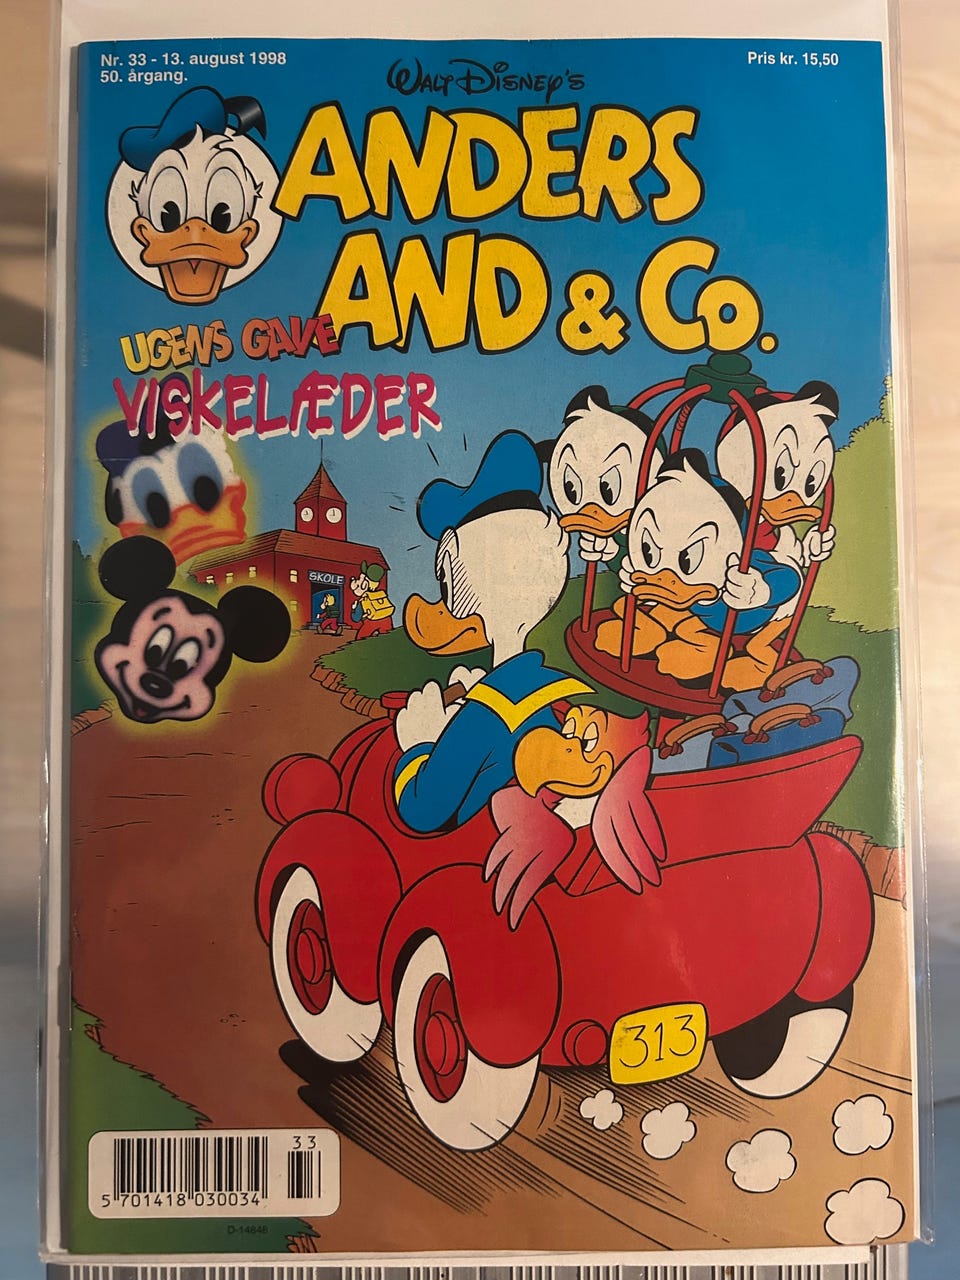 Nr. 33 - 13. august 1998
50. årgang.
Pris kr. 15,50
WALT DISNEY'S
ANDERS
AND & Co.
UGENS GAVE
VISKELÆDER
SKOLE
313
33
5 701418 030034
D-14848